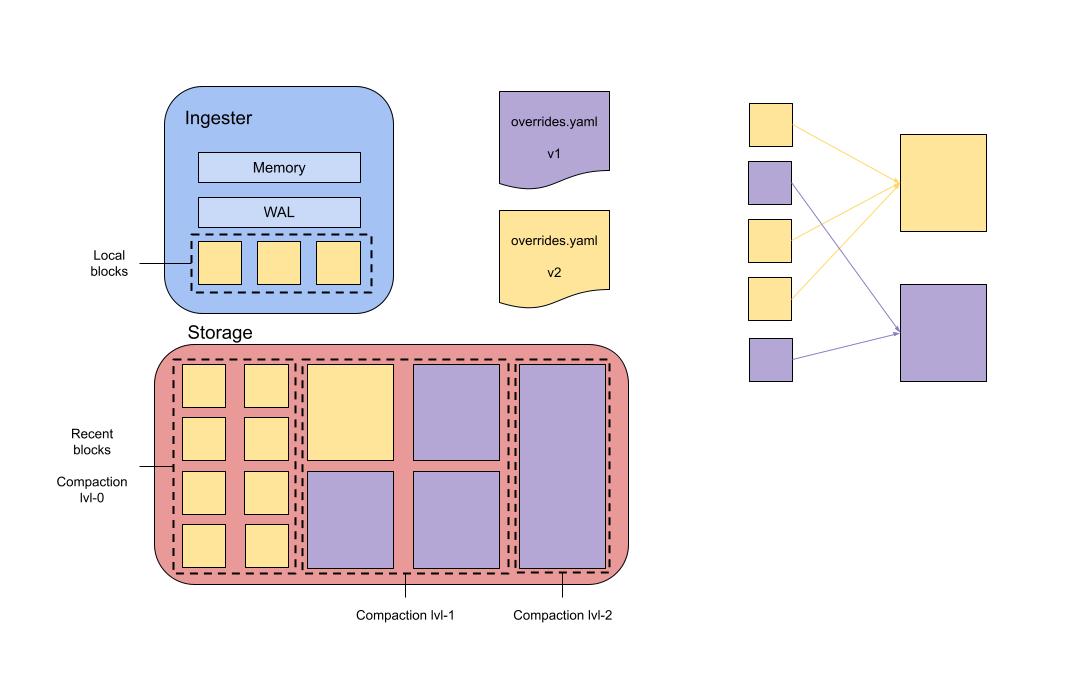 Ingester
Memory
WAL
Local
blocks
overrides.yaml
v1
overrides.yaml
v2
Storage
Recent
blocks
Compaction
lvl-0
Compaction lvl-1
Compaction lvl-2